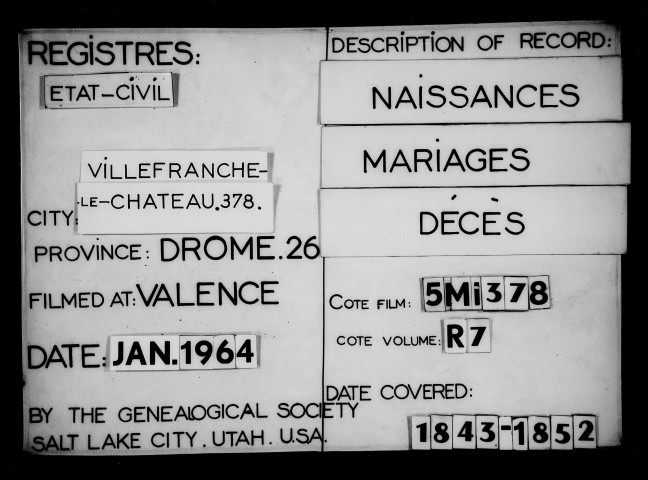 REGISTRES:
ETAT-CIVIL
VILLEFRANCHE-
LE-CHATEAU.378.
CITY:
PROVINCE: DROME.26
FILMED AT: VALENCE
DATE: JAN.1964
BY THE GENEALOGICAL SOCIETY
SALT LAKE CITY. UTAH. U.S.A.
DESCRIPTION OF RECORD:
NAISSANCES
MARIAGES
DÉCÈS
COTE FILM: 5Mi378
COTE VOLUME: R7
DATE COVERED:
1843-1852